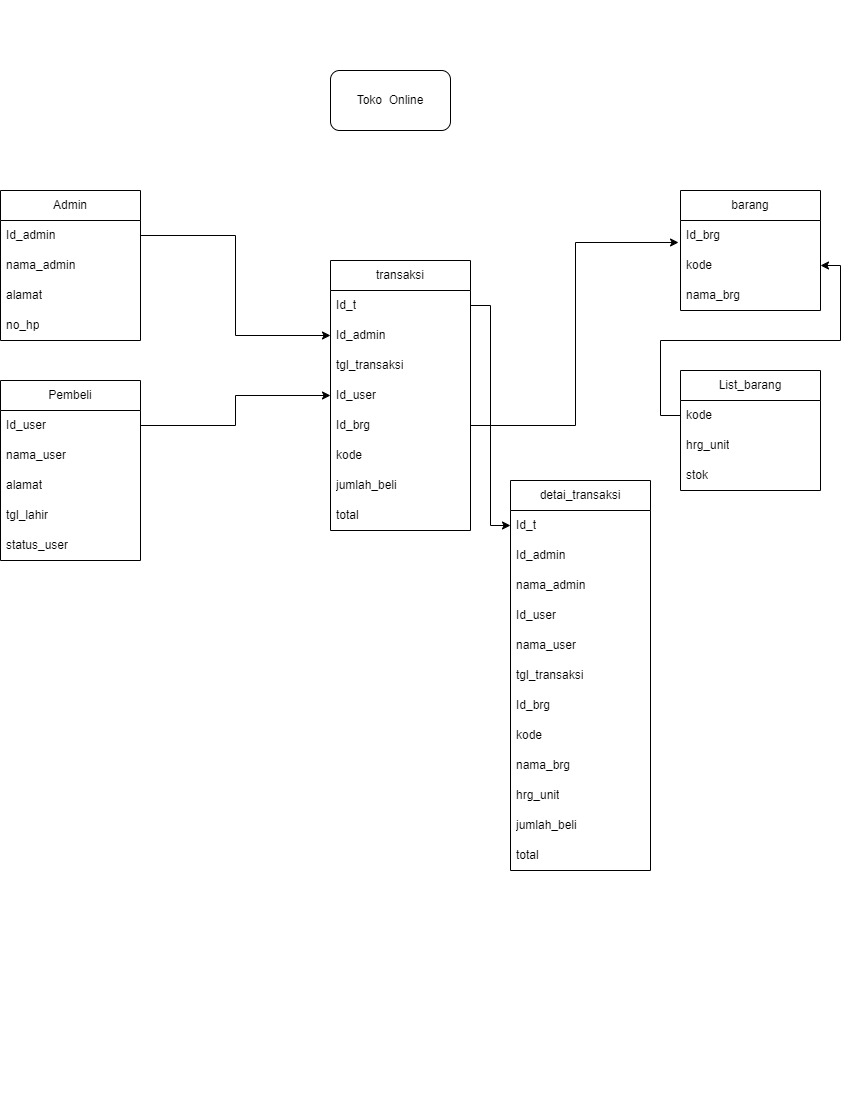 Toko Online
Admin
Id_admin
nama_admin
alamat
no_hp
Pembeli
Id_user
nama_user
alamat
tgl_lahir
status_user
transaksi
Id_t
Id_admin
tgl_transaksi
Id_user
Id_brg
kode
jumlah_beli
total
detai_transaksi
Id_t
Id_admin
nama_admin
Id_user
nama_user
tgl_transaksi
Id_brg
kode
nama_brg
hrg_unit
jumlah_beli
total
barang
Id_brg
kode
nama_brg
List_barang
kode
hrg_unit
stok